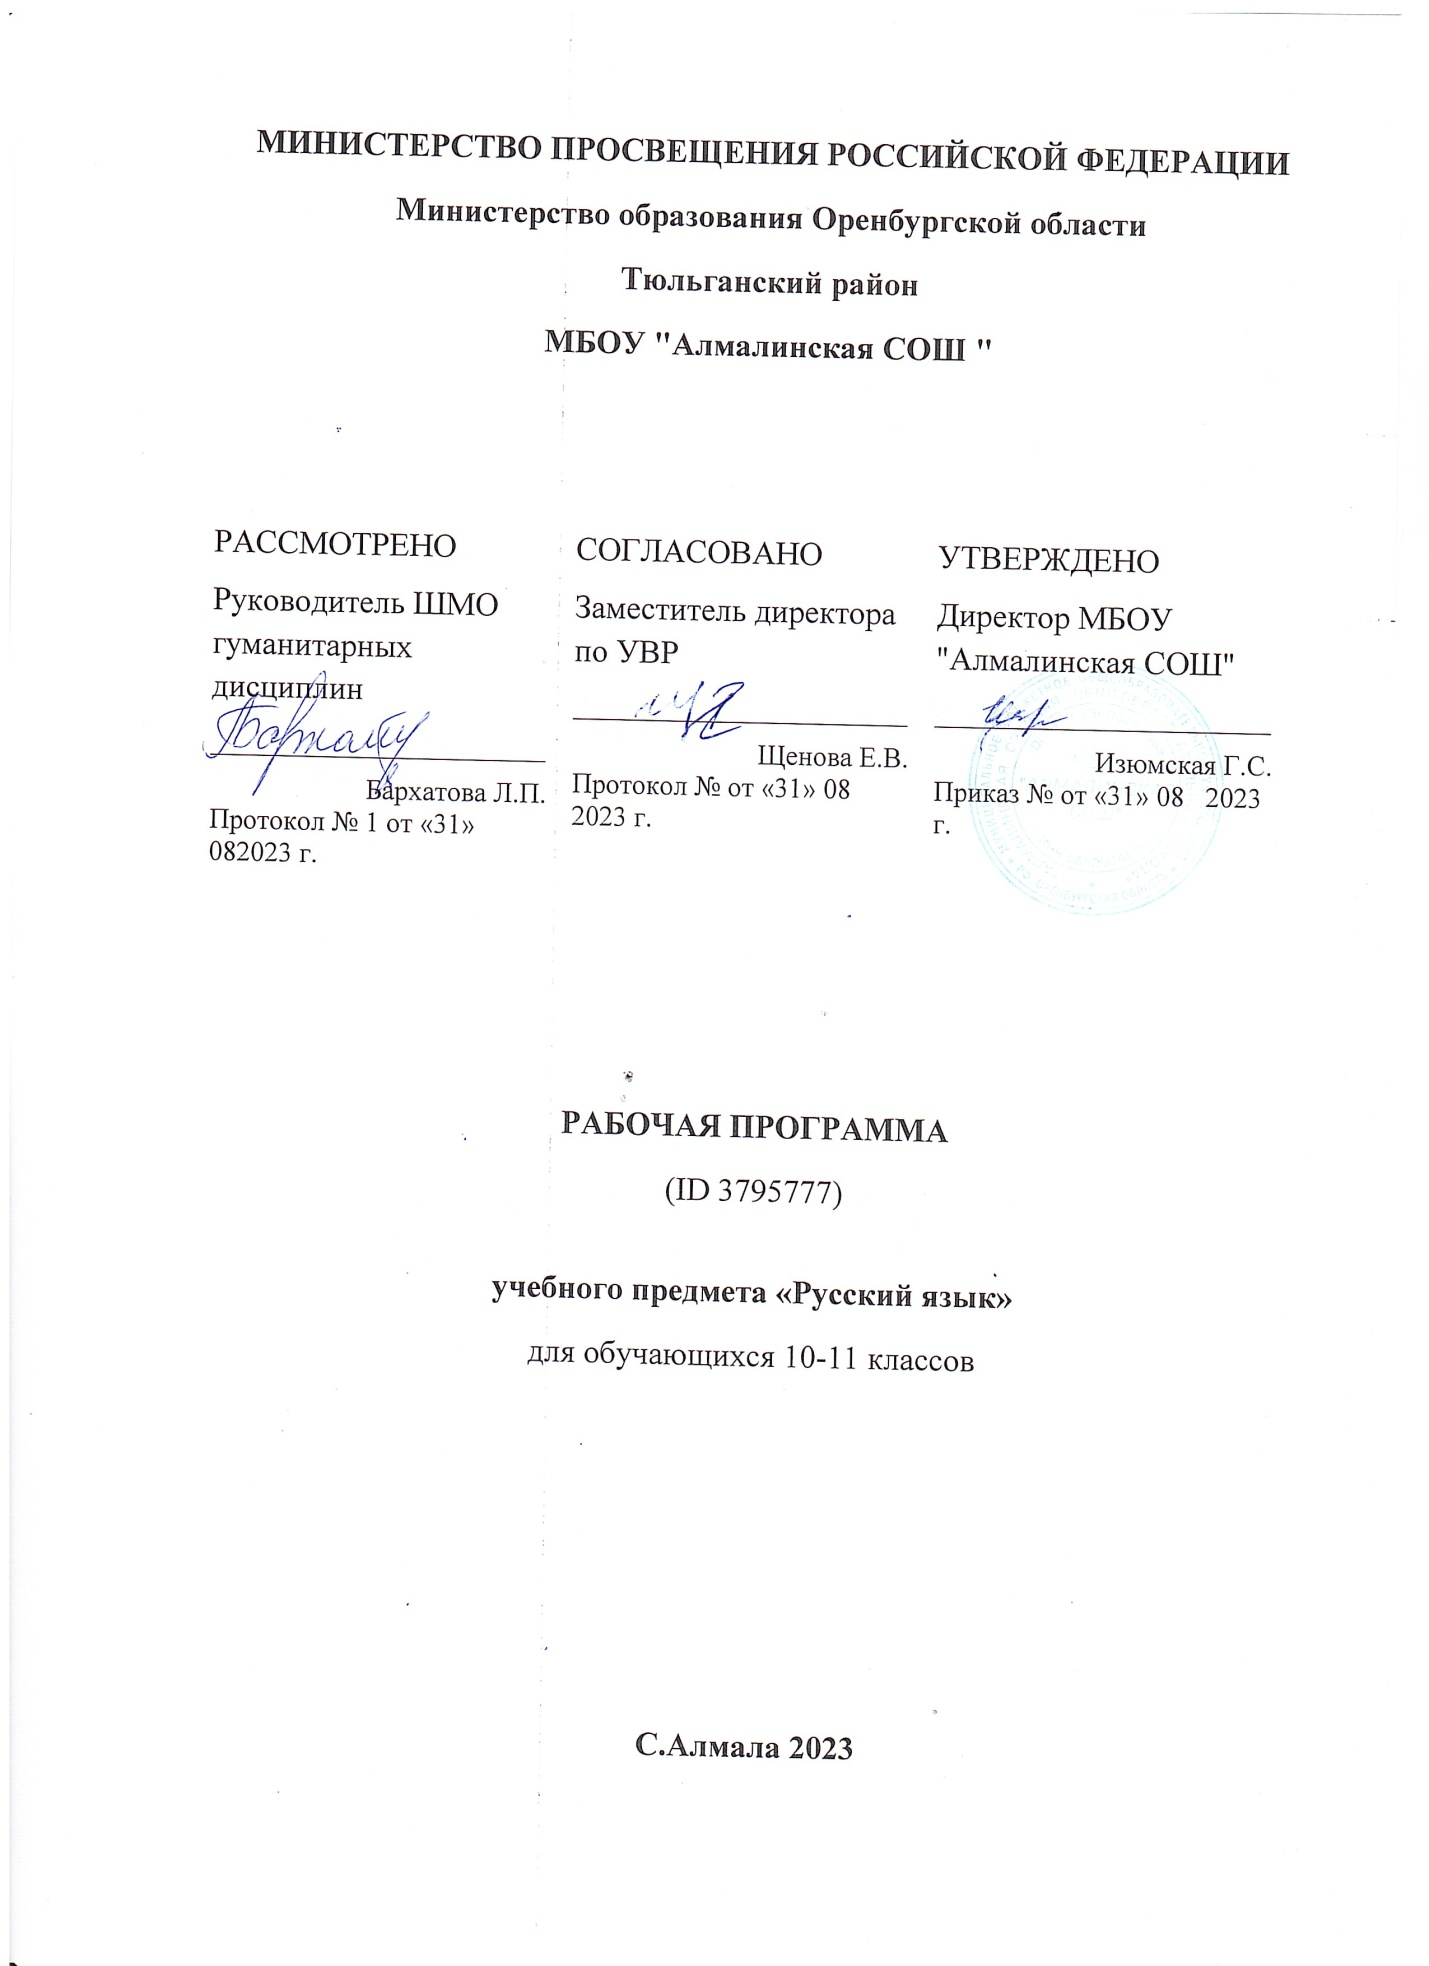 МИНИСТЕРСТВО ПРОСВЕЩЕНИЯ РОССИЙСКОЙ ФЕДЕРАЦИИ
Министерство образования Оренбургской области
Тюльганский район
МБОУ "Алмалинская СОШ "
РАССМОТРЕНО
Руководитель ШМО
гуманитарных
дисциплин
Бархатова Л.П.
Протокол № 1 от «31»
082023 г.
СОГЛАСОВАНО
Заместитель директора
по УВР
Щенова Е.В.
Протокол № от «31» 08
2023 г.
УТВЕРЖДЕНО
Директор МБОУ
"Алмалинская СОШ"
Изюмская Г.С.
Приказ № от «31» 08 2023
г.
РАБОЧАЯ ПРОГРАММА
(ID 3795777)
учебного предмета «Русский язык»
для обучающихся 10-11 классов
С.Алмала 2023